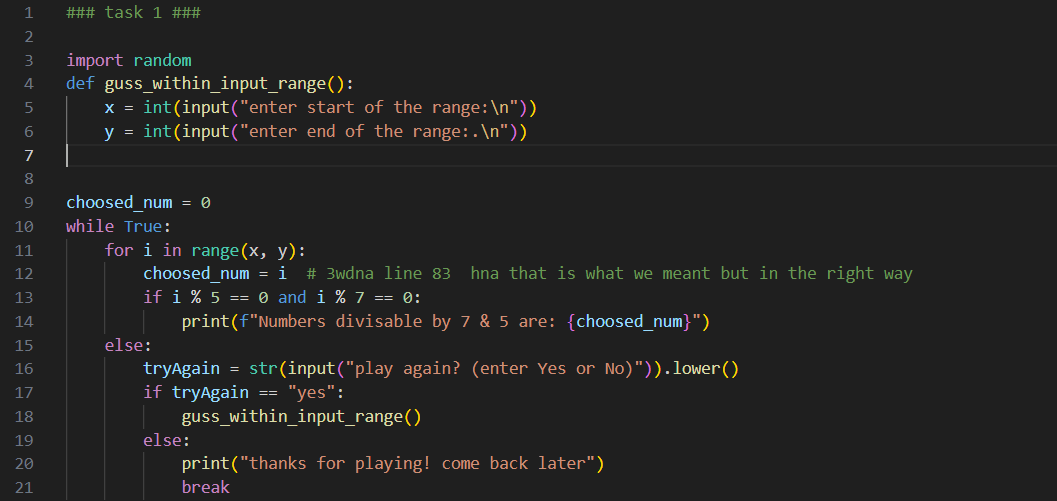 1 ### task 1 ###
2
3 import random
4 def guss_within_input_range():
5     x = int(input("enter start of the range:\n"))
6     y = int(input("enter end of the range:.\n"))
7
8
9 choosed_num = 0
10 while True:
11     for i in range(x, y):
12         choosed_num = i  # 3wdna line 83  hna that is what we meant but in the right way
13         if i % 5 == 0 and i % 7 == 0:
14             print(f"Numbers divisable by 7 & 5 are: {choosed_num}")
15     else:
16         tryAgain = str(input("play again? (enter Yes or No)")).lower()
17         if tryAgain == "yes":
18             guss_within_input_range()
19         else:
20             print("thanks for playing! come back later")
21             break